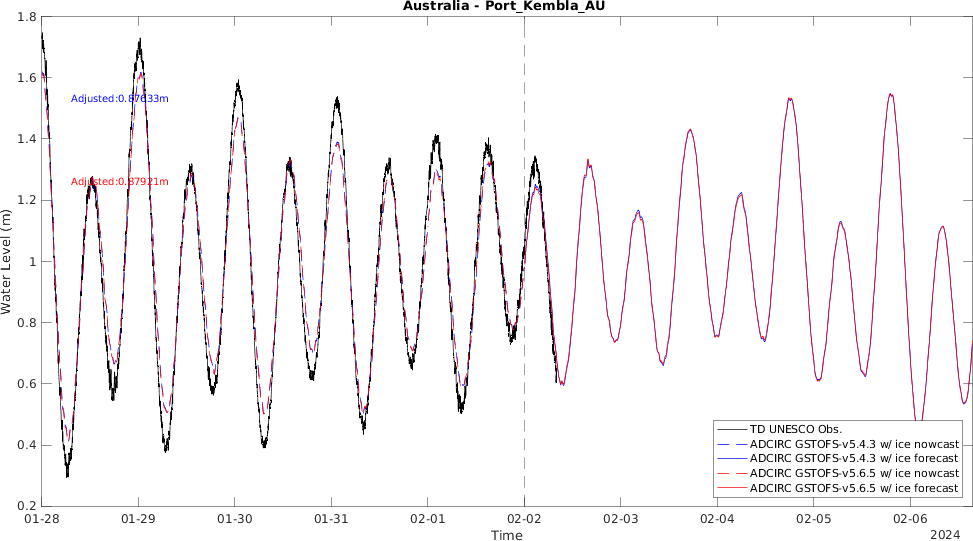 Australia - Port_Kembla_AU
1.8
1.6
1.4
1.2
1
0.8
0.6
0.4
0.2
Water Level (m)
Adjusted:0.87633m
Adjusted:0.87921m
TD UNESCO Obs.
ADCIRC GSTOFS-v5.4.3 w/ ice nowcast
ADCIRC GSTOFS-v5.4.3 w/ ice forecast
ADCIRC GSTOFS-v5.6.5 w/ ice nowcast
ADCIRC GSTOFS-v5.6.5 w/ ice forecast
01-28 01-29 01-30 01-31 02-01 02-02 02-03 02-04 02-05 02-06
Time
2024